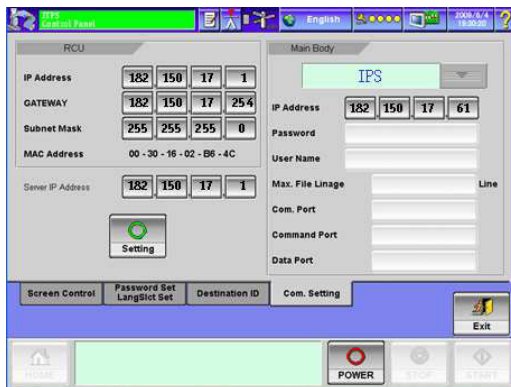 ITPS
Control Panel
English
2008/8/4
18:30:20
?
RCU
IP Address 182 150 17 1
GATEWAY 182 150 17 254
Subnet Mask 255 255 255 0
MAC Address 00 - 30 - 16 - 02 - B6 - 4C
Server IP Address 182 150 17 1
Setting
Main Body
IPS
IP Address 182 150 17 61
Password
User Name
Max. File Linage Line
Com. Port
Command Port
Data Port
Screen Control
Password Set
LangSlct Set
Destination ID
Com. Setting
Exit
HOME
POWER
STOP
START